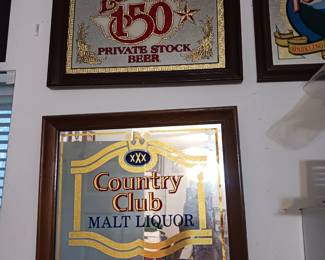 150
PRIVATE STOCK
BEER
XXX
Country
Club
MALT LIQUOR